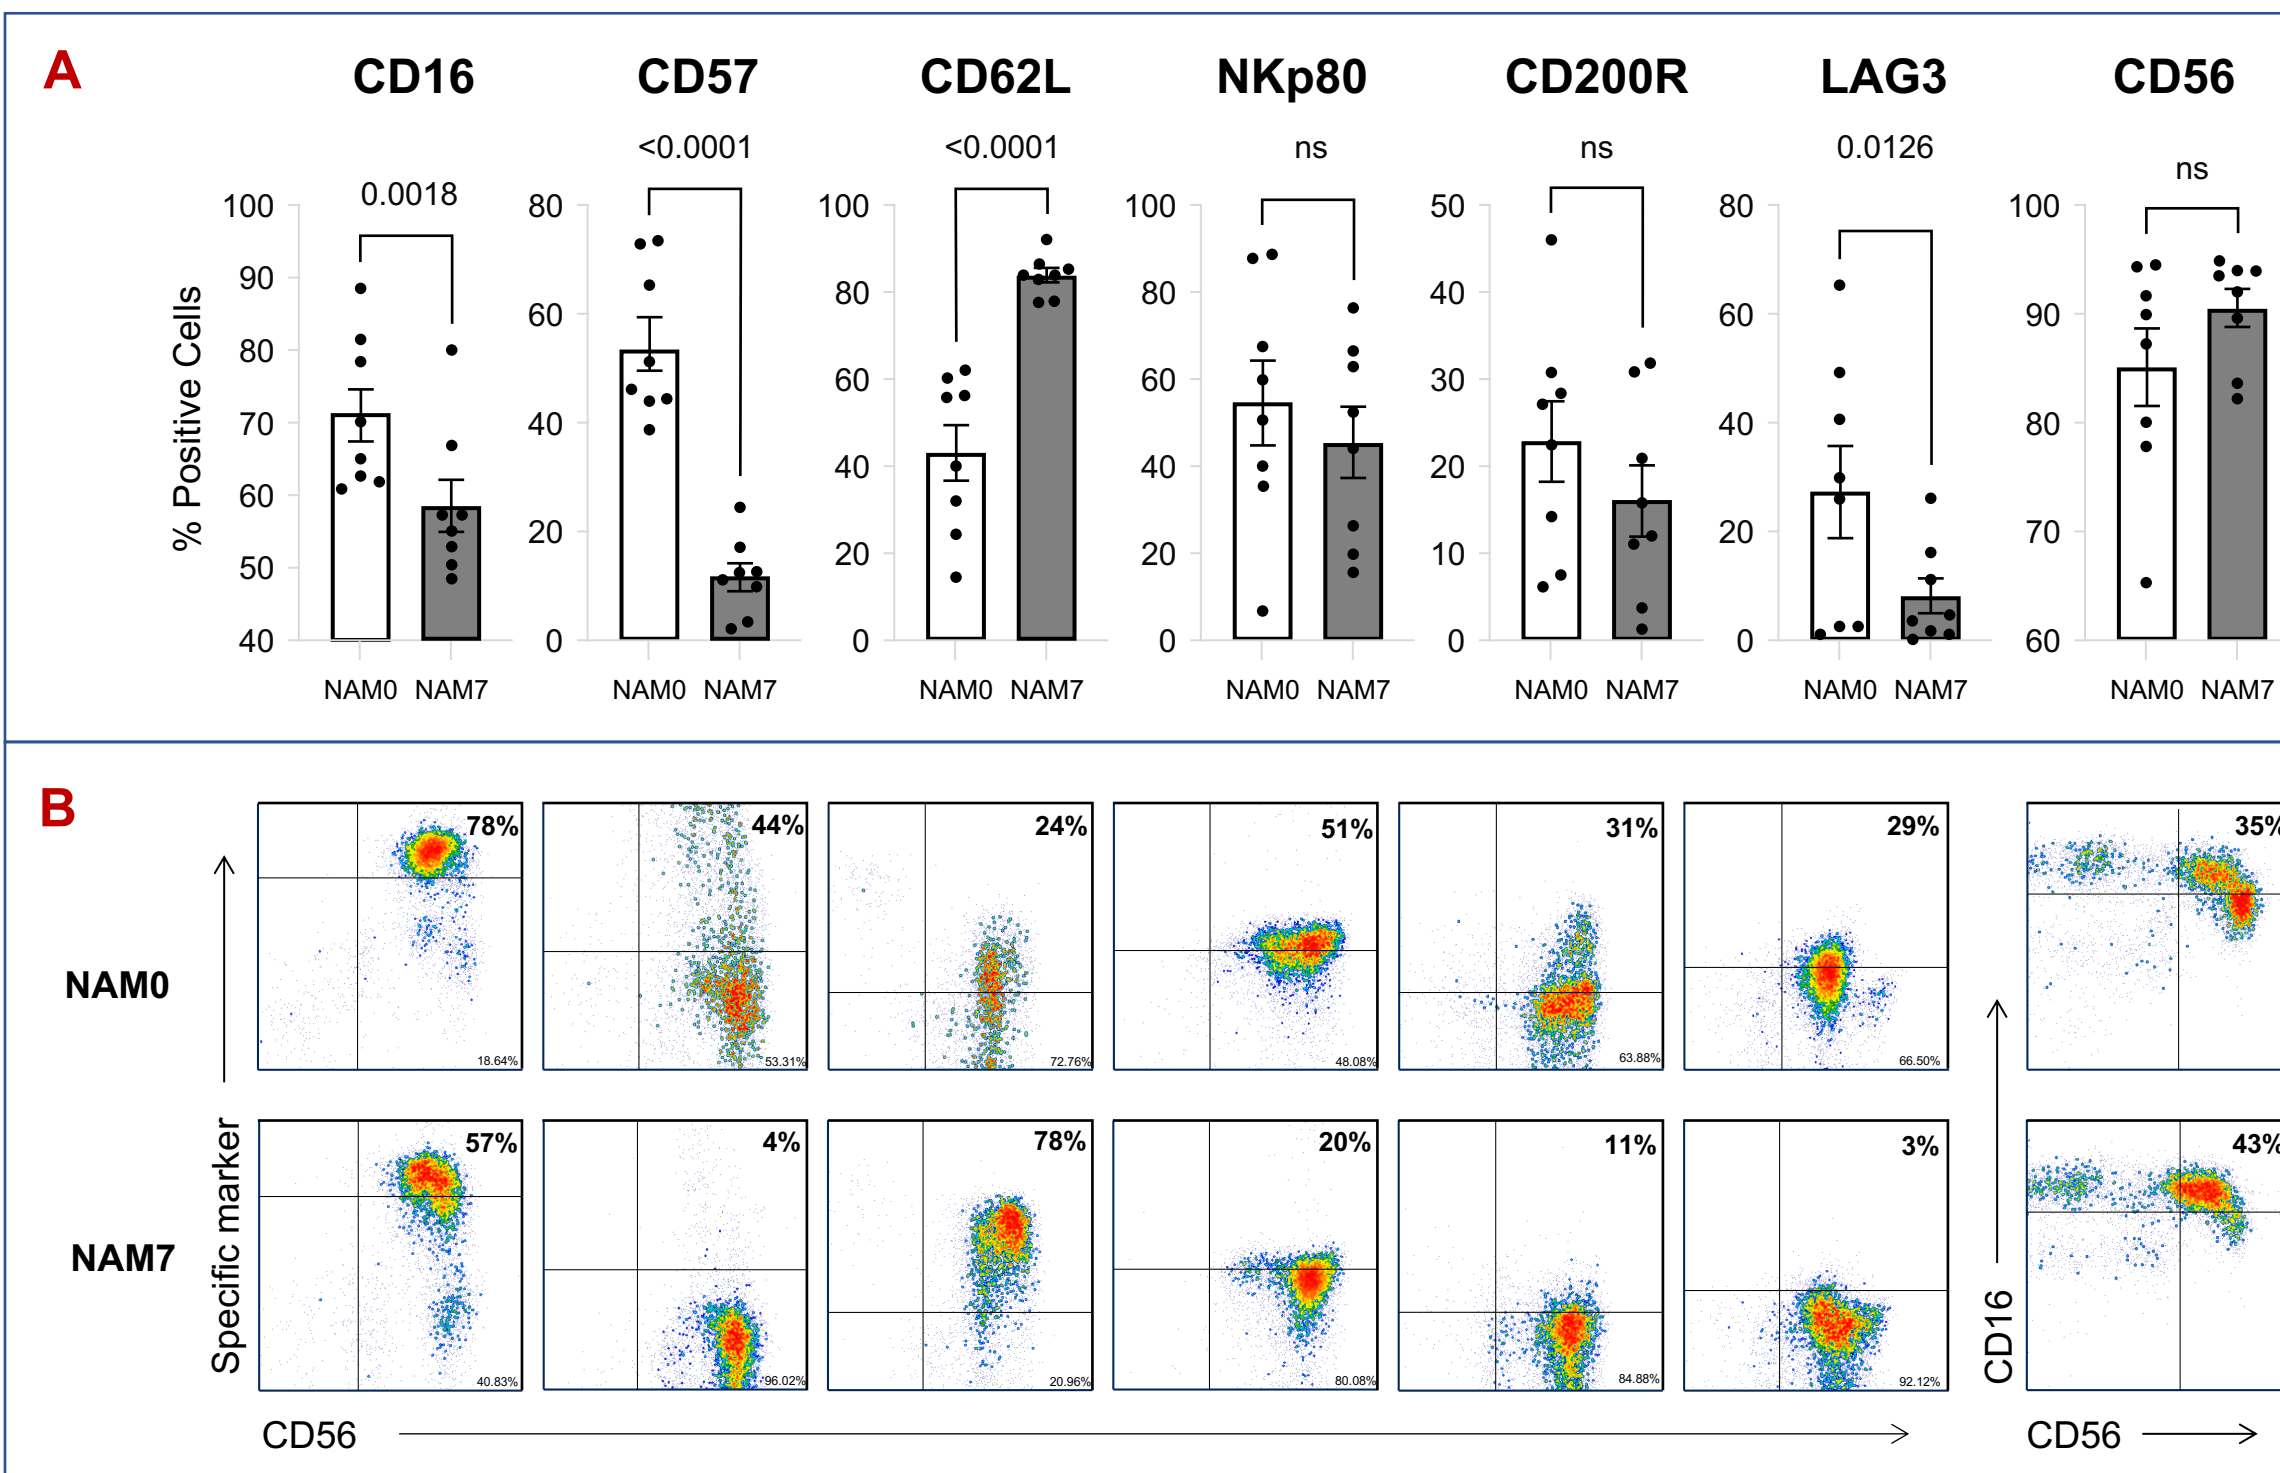 A
CD16 CD57 CD62L NKp80 CD200R LAG3 CD56
0.0018 <0.0001 <0.0001 ns ns 0.0126 ns
% Positive Cells
100 90 80 70 60 50 40
80 60 40 20 0
100 80 60 40 20 0
100 80 60 40 20 0
50 40 30 20 10 0
80 60 40 20 0
100 90 80 70 60
NAM0 NAM7 NAM0 NAM7 NAM0 NAM7 NAM0 NAM7 NAM0 NAM7 NAM0 NAM7 NAM0 NAM7
B
NAM0
78% 44% 24% 51% 31% 29% 35%
18.64% 53.31% 72.76% 48.08% 63.88% 66.50%
NAM7
57% 4% 78% 20% 11% 3% 43%
40.83% 96.02% 20.96% 80.08% 84.88% 92.12%
Specific marker
CD16
CD56
CD56